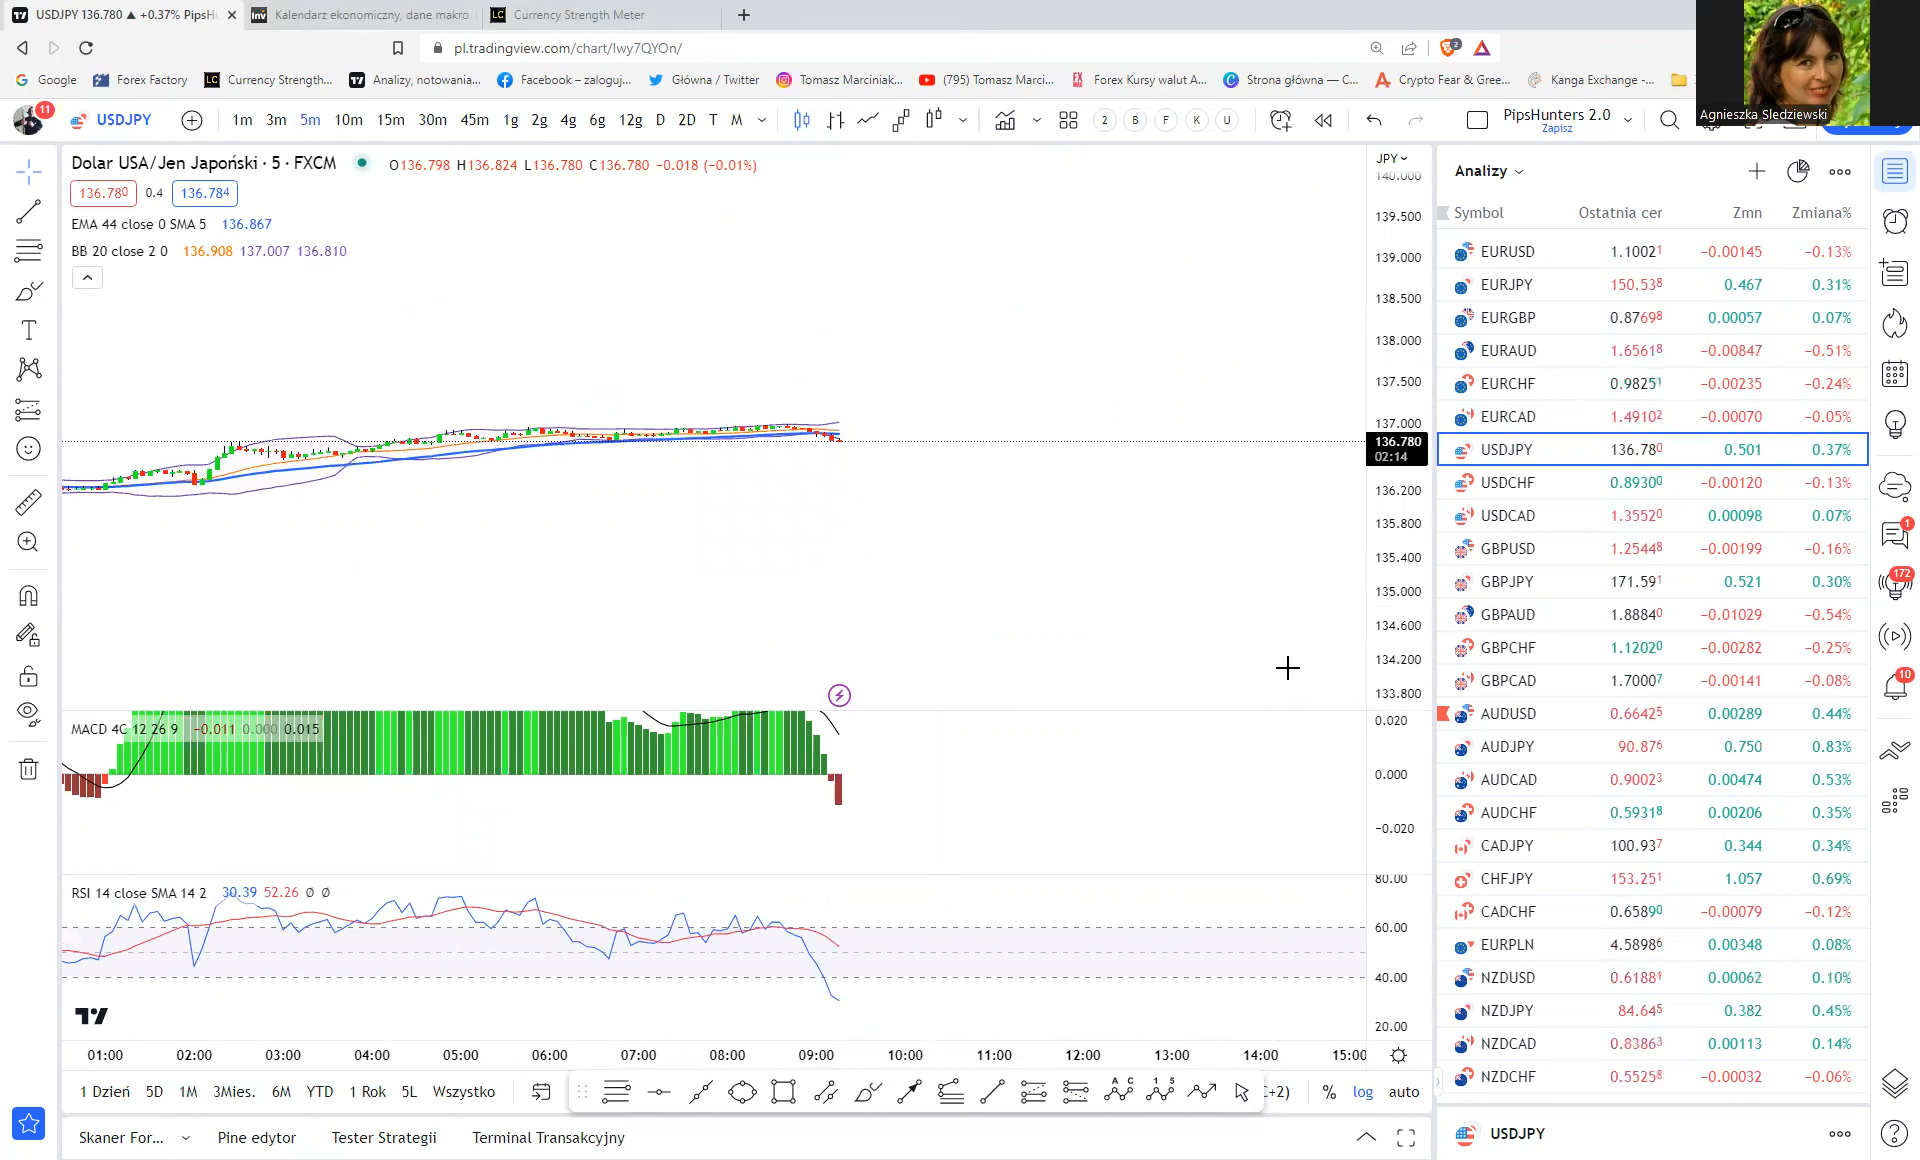 USDJPY 136.780 ▲ +0.37% PipsHu
Kalendarz ekonomiczny, dane makro
Currency Strength Meter
pl.tradingview.com/chart/Iwy7QYOn/
2
Google
Forex Factory
Currency Strength...
Analizy, notowania...
Facebook – zaloguj...
Główna / Twitter
Tomasz Marciniak...
(795) Tomasz Marci...
Forex Kursy walut A...
Strona główna — C...
Crypto Fear & Gree...
Kanga Exchange -...
Agnieszka Sledziewski
11
USDJPY
1m 3m 5m 10m 15m 30m 45m 1g 2g 4g 6g 12g D 2D T M
2 B F K U
PipsHunters 2.0
Zapisz
Dolar USA/Jen Japoński · 5 · FXCM
O136.798 H136.824 L136.780 C136.780 −0.018 (−0.01%)
136.780 0.4 136.784
EMA 44 close 0 SMA 5 136.867
BB 20 close 2 0 136.908 137.007 136.810
JPY
140.000
139.500
139.000
138.500
138.000
137.500
137.000
136.780
02:14
136.200
135.800
135.400
135.000
134.600
134.200
133.800
MACD 4C 12 26 9 −0.011 0.000 0.015
0.020
0.000
−0.020
RSI 14 close SMA 14 2 30.39 52.26 Ø Ø
80.00
60.00
40.00
20.00
01:00 02:00 03:00 04:00 05:00 06:00 07:00 08:00 09:00 10:00 11:00 12:00 13:00 14:00 15:00
1 Dzień 5D 1M 3Mies. 6M YTD 1 Rok 5L Wszystko
+2) % log auto
Skaner For... Pine edytor Tester Strategii Terminal Transakcyjny
Analizy
Symbol Ostatnia cer Zmn Zmiana%
EURUSD 1.10021 −0.00145 −0.13%
EURJPY 150.538 0.467 0.31%
EURGBP 0.87698 0.00057 0.07%
EURAUD 1.65618 −0.00847 −0.51%
EURCHF 0.98251 −0.00235 −0.24%
EURCAD 1.49102 −0.00070 −0.05%
USDJPY 136.780 0.501 0.37%
USDCHF 0.89300 −0.00120 −0.13%
USDCAD 1.35520 0.00098 0.07%
GBPUSD 1.25448 −0.00199 −0.16%
GBPJPY 171.591 0.521 0.30%
GBPAUD 1.88840 −0.01029 −0.54%
GBPCHF 1.12020 −0.00282 −0.25%
GBPCAD 1.70007 −0.00141 −0.08%
AUDUSD 0.66425 0.00289 0.44%
AUDJPY 90.876 0.750 0.83%
AUDCAD 0.90023 0.00474 0.53%
AUDCHF 0.59318 0.00206 0.35%
CADJPY 100.937 0.344 0.34%
CHFJPY 153.251 1.057 0.69%
CADCHF 0.65890 −0.00079 −0.12%
EURPLN 4.58986 0.00348 0.08%
NZDUSD 0.61881 0.00062 0.10%
NZDJPY 84.645 0.382 0.45%
NZDCAD 0.83863 0.00113 0.14%
NZDCHF 0.55258 −0.00032 −0.06%
USDJPY
1
172
10